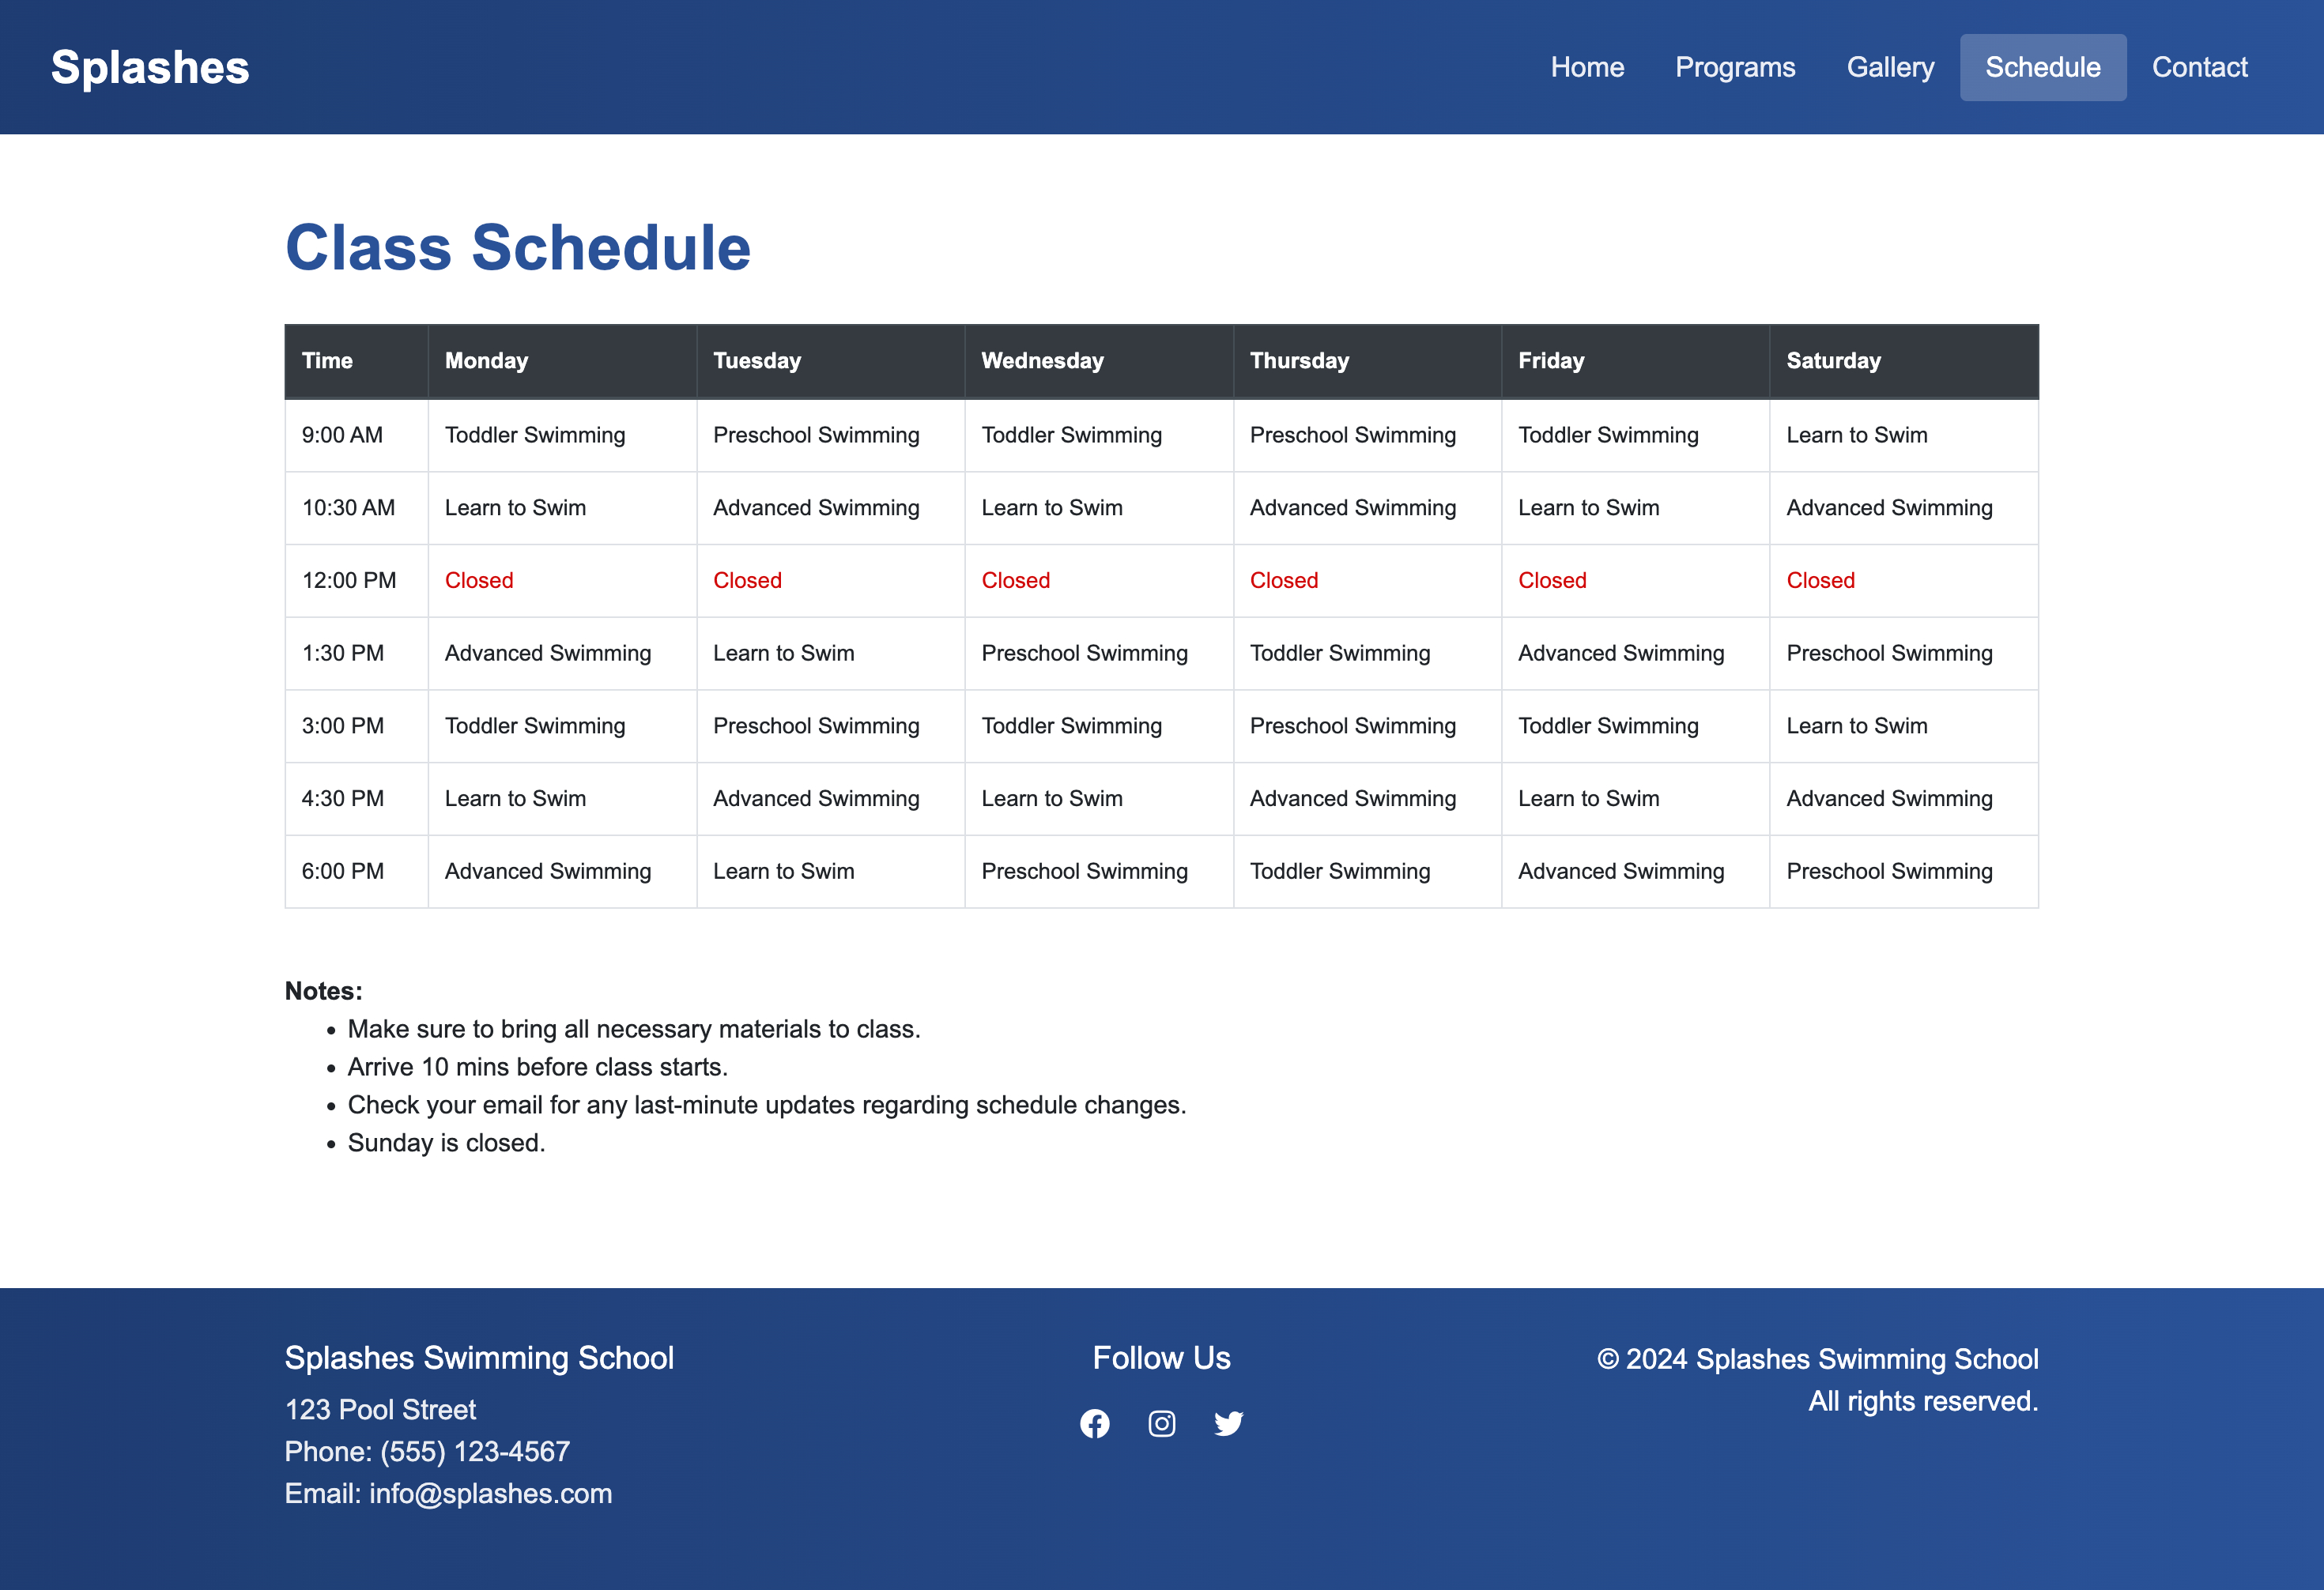 Splashes
Home Programs Gallery Schedule Contact
Class Schedule
Time Monday Tuesday Wednesday Thursday Friday Saturday
9:00 AM Toddler Swimming Preschool Swimming Toddler Swimming Preschool Swimming Toddler Swimming Learn to Swim
10:30 AM Learn to Swim Advanced Swimming Learn to Swim Advanced Swimming Learn to Swim Advanced Swimming
12:00 PM Closed Closed Closed Closed Closed Closed
1:30 PM Advanced Swimming Learn to Swim Preschool Swimming Toddler Swimming Advanced Swimming Preschool Swimming
3:00 PM Toddler Swimming Preschool Swimming Toddler Swimming Preschool Swimming Toddler Swimming Learn to Swim
4:30 PM Learn to Swim Advanced Swimming Learn to Swim Advanced Swimming Learn to Swim Advanced Swimming
6:00 PM Advanced Swimming Learn to Swim Preschool Swimming Toddler Swimming Advanced Swimming Preschool Swimming
Notes:
• Make sure to bring all necessary materials to class.
• Arrive 10 mins before class starts.
• Check your email for any last-minute updates regarding schedule changes.
• Sunday is closed.
Splashes Swimming School
123 Pool Street
Phone: (555) 123-4567
Email: info@splashes.com
Follow Us
© 2024 Splashes Swimming School
All rights reserved.